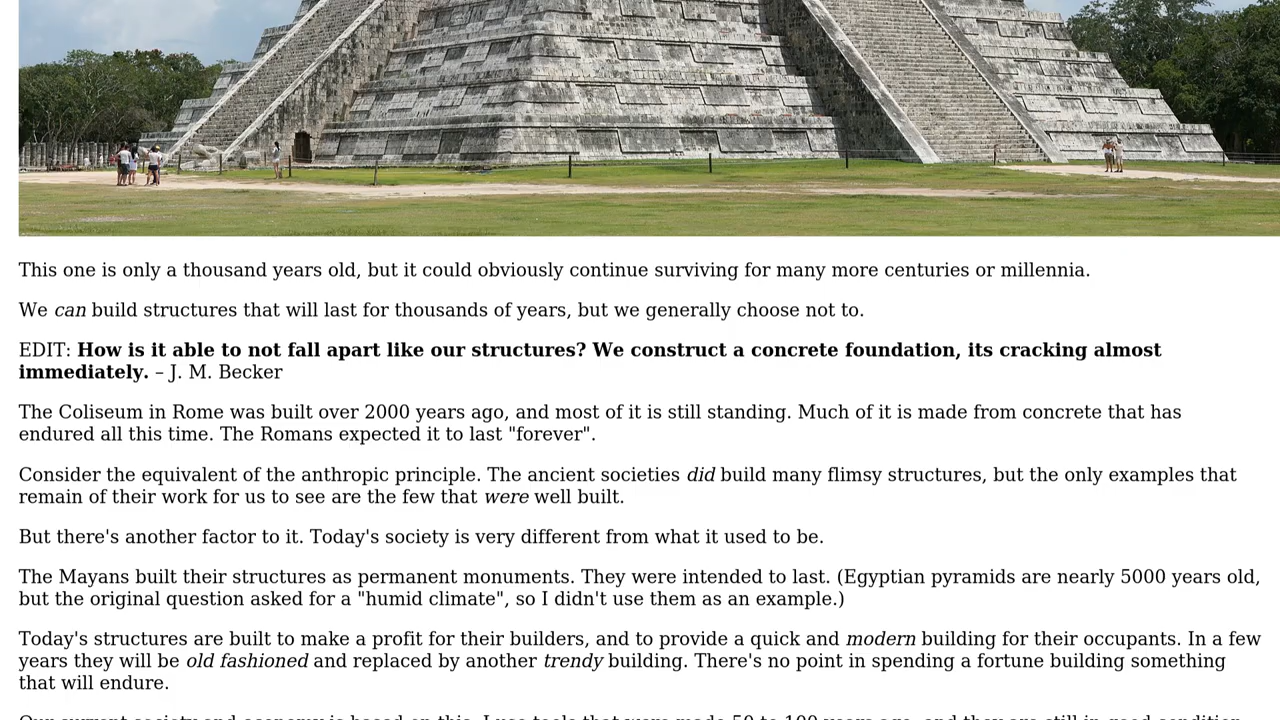 This one is only a thousand years old, but it could obviously continue surviving for many more centuries or millennia.
We can build structures that will last for thousands of years, but we generally choose not to.
EDIT: How is it able to not fall apart like our structures? We construct a concrete foundation, its cracking almost
immediately. – J. M. Becker
The Coliseum in Rome was built over 2000 years ago, and most of it is still standing. Much of it is made from concrete that has
endured all this time. The Romans expected it to last "forever".
Consider the equivalent of the anthropic principle. The ancient societies did build many flimsy structures, but the only examples that
remain of their work for us to see are the few that were well built.
But there's another factor to it. Today's society is very different from what it used to be.
The Mayans built their structures as permanent monuments. They were intended to last. (Egyptian pyramids are nearly 5000 years old,
but the original question asked for a "humid climate", so I didn't use them as an example.)
Today's structures are built to make a profit for their builders, and to provide a quick and modern building for their occupants. In a few
years they will be old fashioned and replaced by another trendy building. There's no point in spending a fortune building something
that will endure.